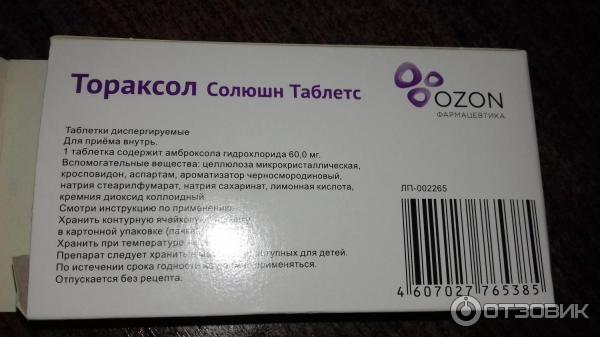 Тораксол Солюшн Таблетс
OZON
ФАРМАЦЕВТИКА
Таблетки диспергируемые
Для приёма внутрь.
1 таблетка содержит амброксола гидрохлорида 60,0 мг.
Вспомогательные вещества: целлюлоза микрокристаллическая,
кросповидон, аспартам, ароматизатор черносмородиновый,
натрия стеарилфумарат, натрия сахаринат, лимонная кислота,
кремния диоксид коллоидный
Смотри инструкцию по применению
Хранить контурную ячейковую
в картонной упаковке
Хранить при температуре
Препарат следует хранить для детей.
По истечении срока годности применяться.
Отпускается без рецепта.
ЛП-002265
4 607027 765385
ОТЗОВИК